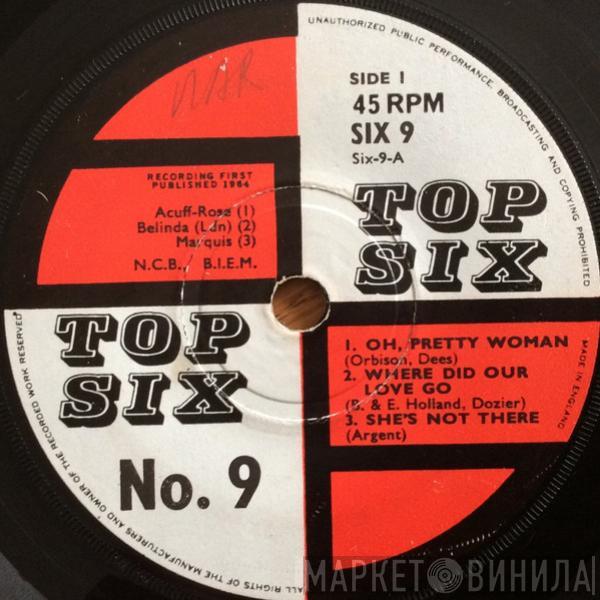 UNAUTHORIZED PUBLIC PERFORMANCE, BROADCASTING AND COPYING PROHIBITED
SIDE 1
45 RPM
SIX 9
Six-9-A
RECORDING FIRST
PUBLISHED 1964
Acuff-Rose (1)
Belinda (Ldn) (2)
Marquis (3)
N.C.B., B.I.E.M.
TOP
SIX
TOP
SIX
No. 9
1. OH, PRETTY WOMAN
(Orbison, Dees)
2. WHERE DID OUR
LOVE GO
(B. & E. Holland, Dozier)
3. SHE'S NOT THERE
(Argent)
MADE IN ENGLAND
ALL RIGHTS OF THE MANUFACTURERS AND OWNER OF THE RECORDED WORK RESERVED
МАРКЕТ ВИНИЛА